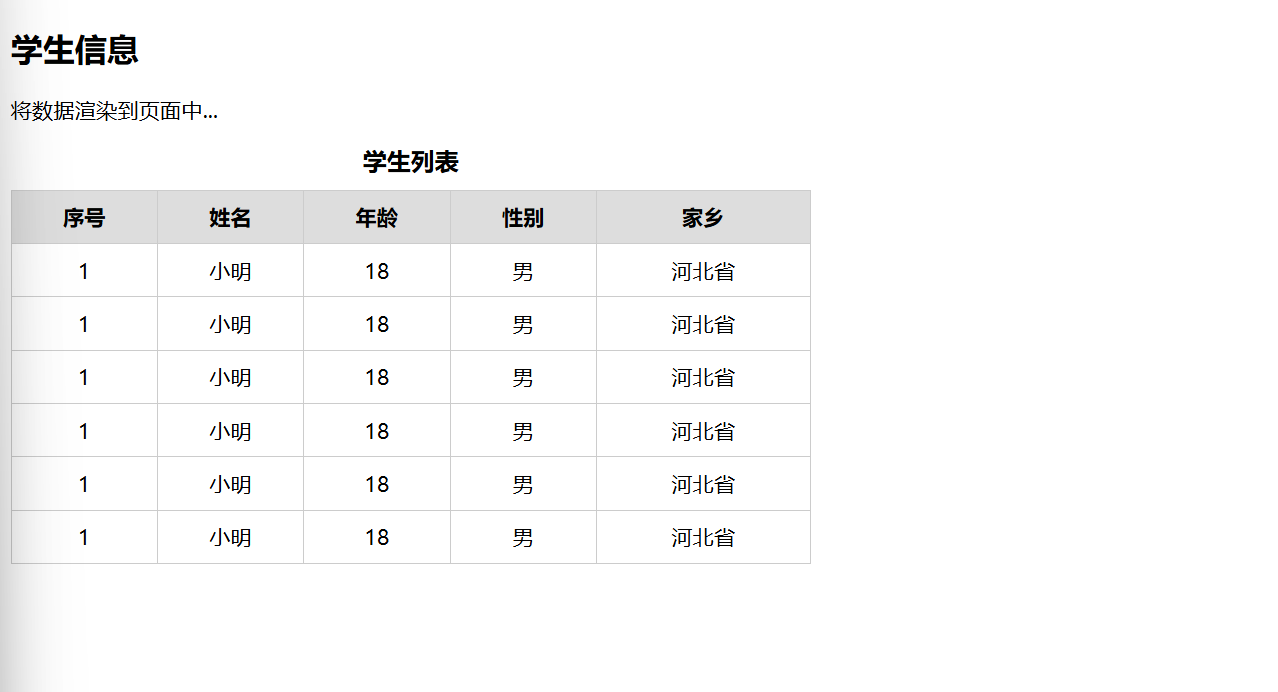 学生信息
将数据渲染到页面中...
学生列表
序号 姓名 年龄 性别 家乡
1 小明 18 男 河北省
1 小明 18 男 河北省
1 小明 18 男 河北省
1 小明 18 男 河北省
1 小明 18 男 河北省
1 小明 18 男 河北省